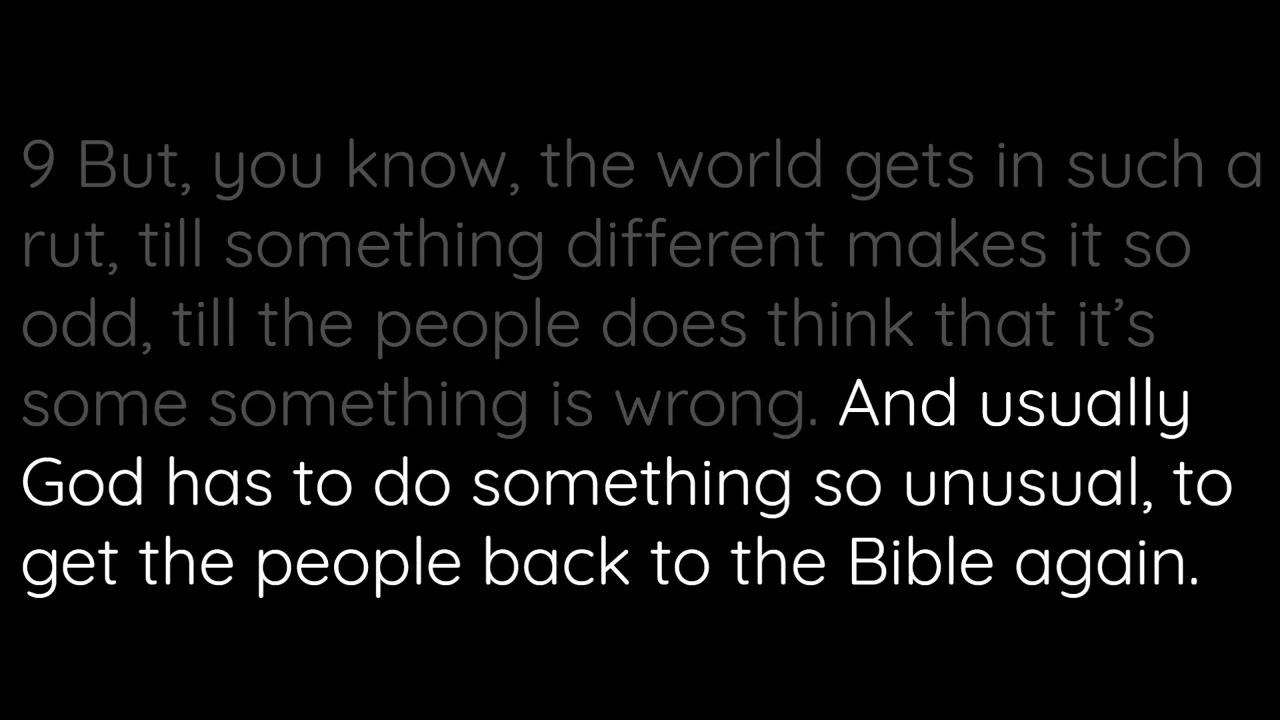 9 But, you know, the world gets in such a
rut, till something different makes it so
odd, till the people does think that it’s
some something is wrong. And usually
God has to do something so unusual, to
get the people back to the Bible again.